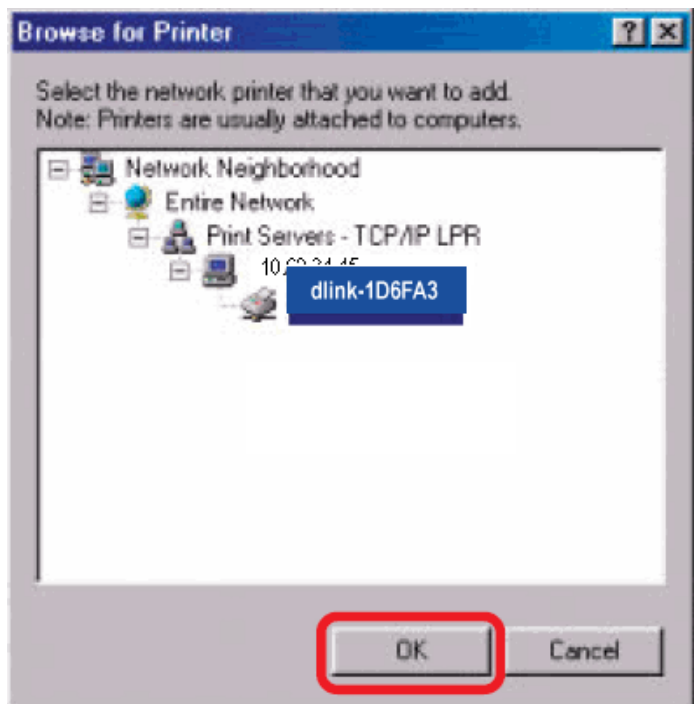 Browse for Printer
Select the network printer that you want to add.
Note: Printers are usually attached to computers.
Network Neighborhood
Entire Network
Print Servers - TCP/IP LPR
dlink-1D6FA3
OK
Cancel